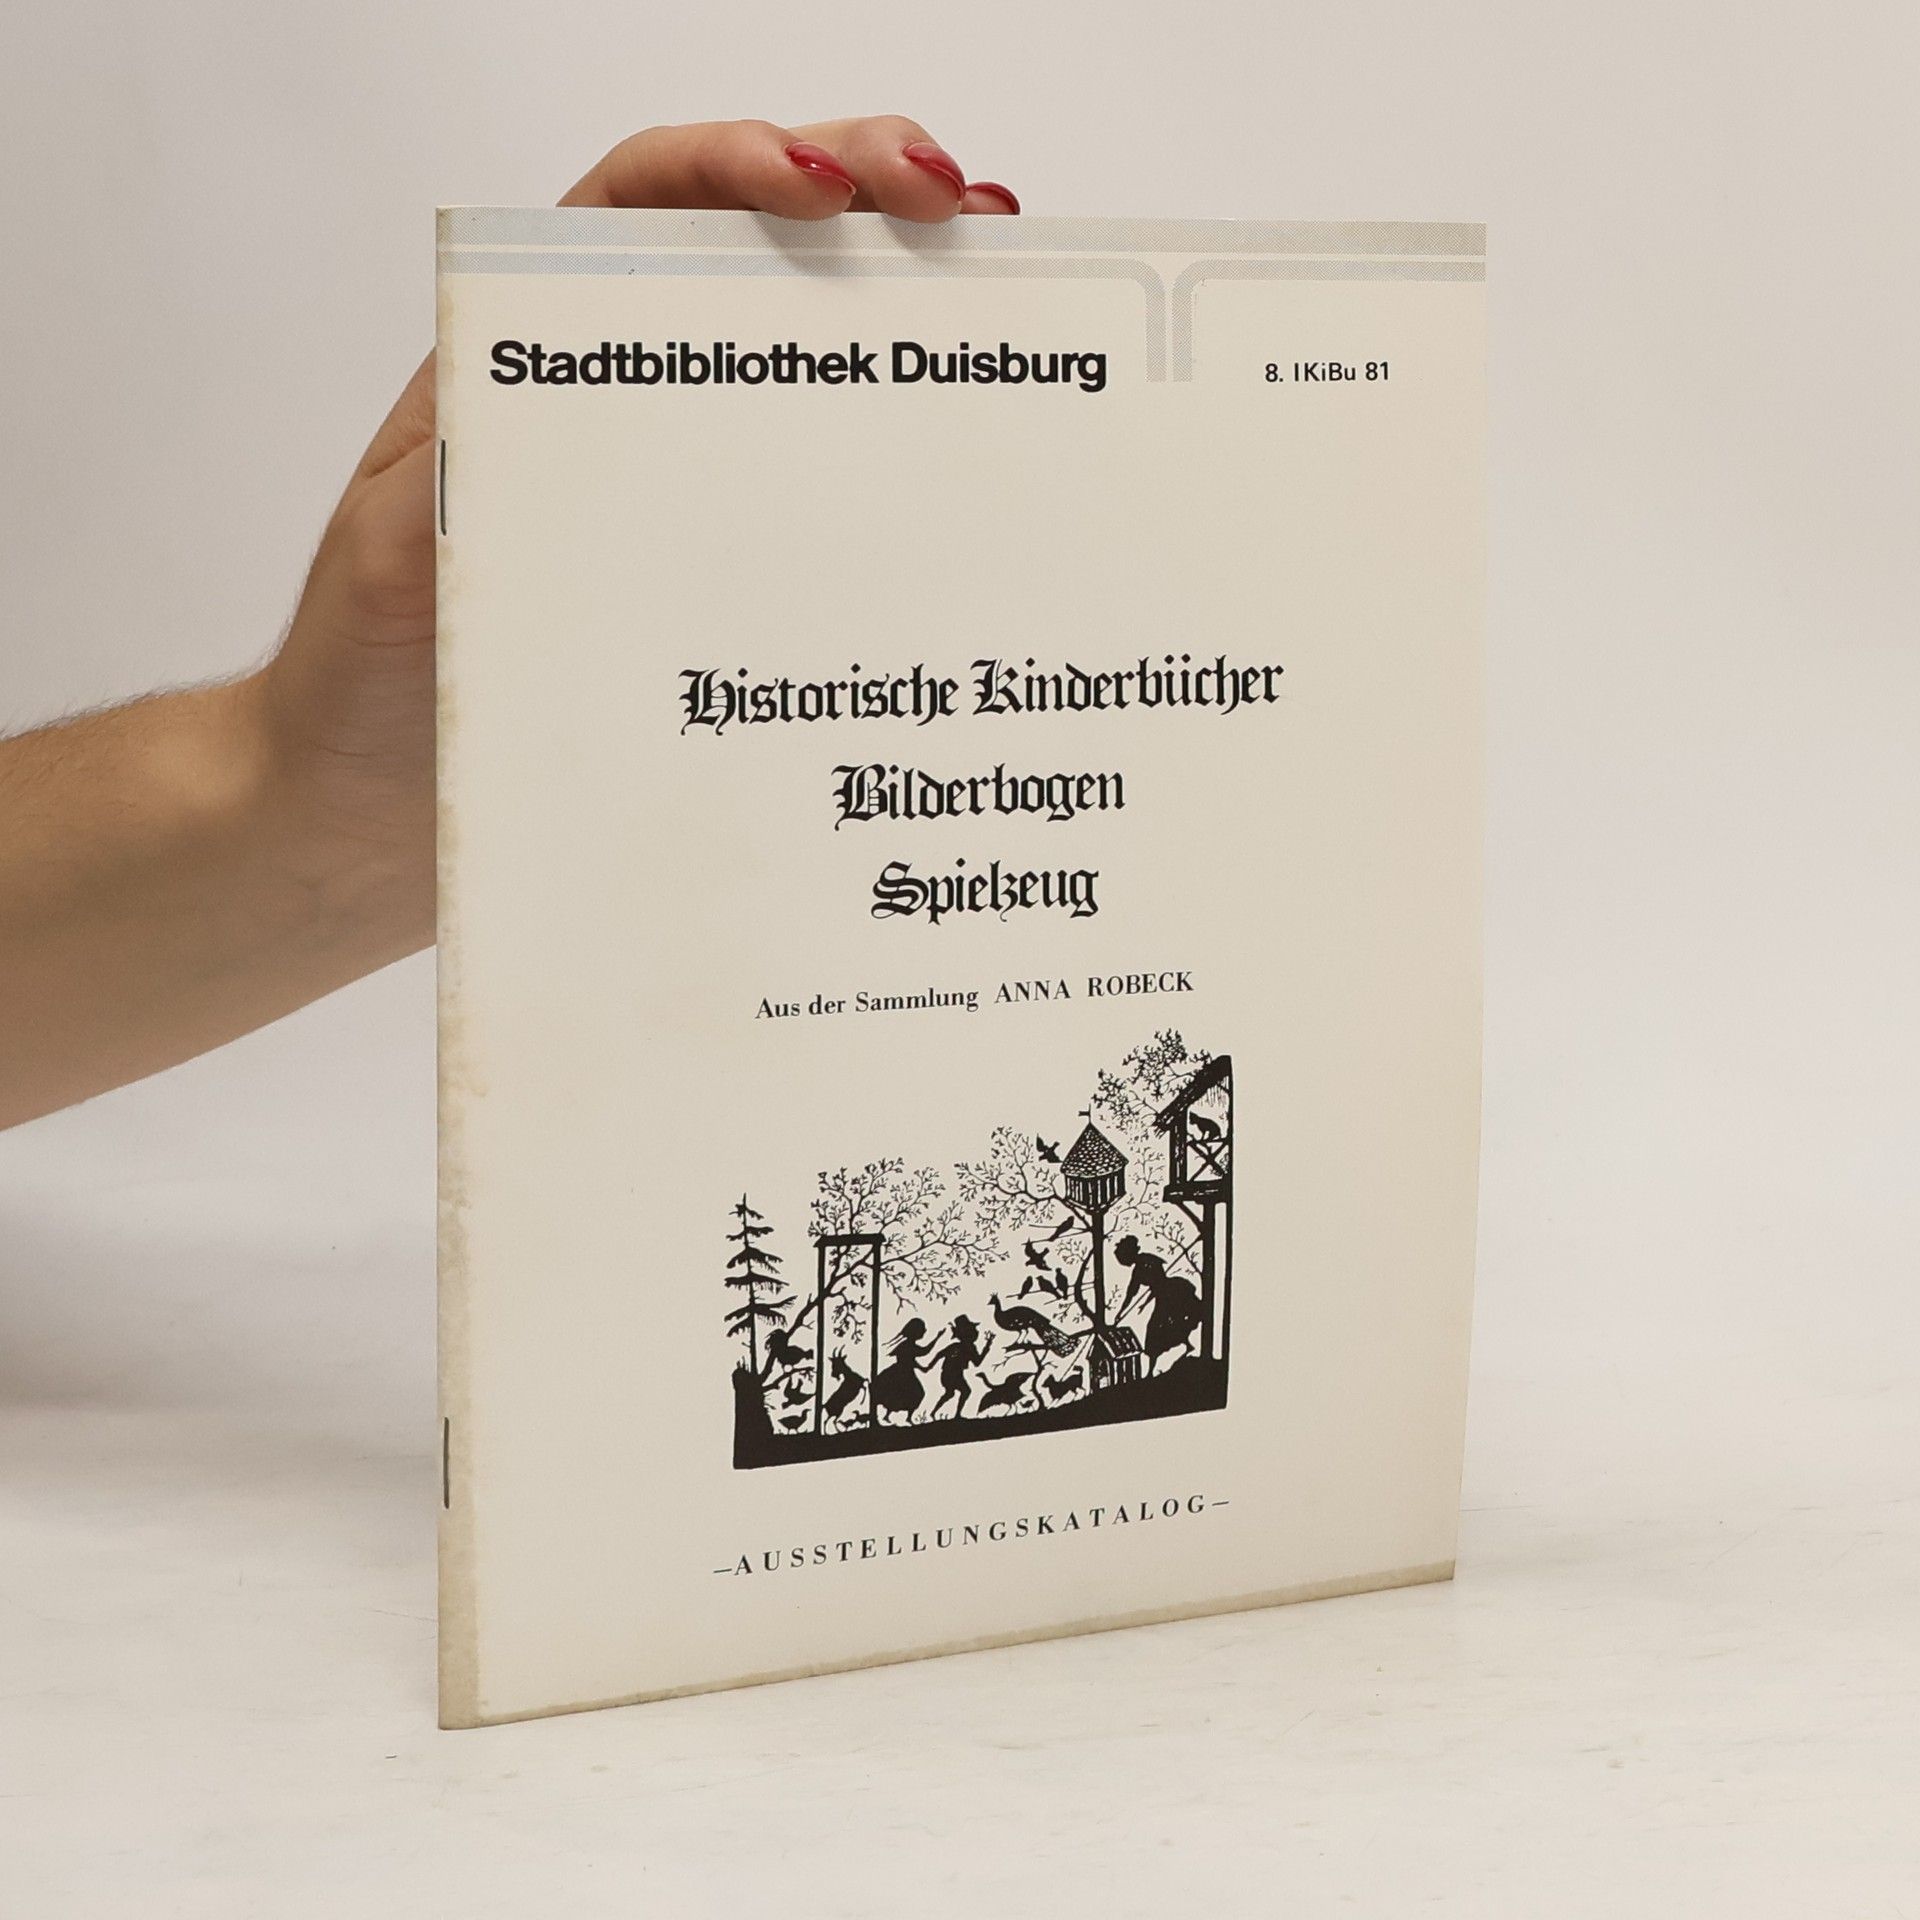 Stadtbibliothek Duisburg
8. IKiBu 81
Historische Kinderbücher
Bilderbogen
Spielzeug
Aus der Sammlung ANNA ROBECK
–AUSSTELLUNGSKATALOG–